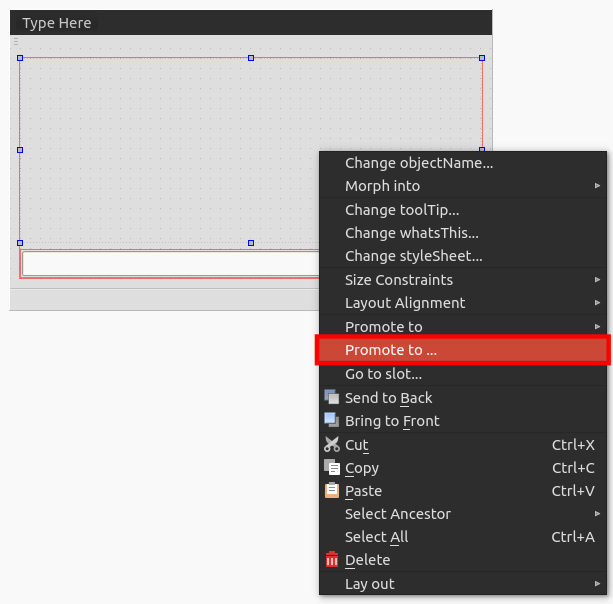 Type Here
Change objectName...
Morph into
Change toolTip...
Change whatsThis...
Change styleSheet...
Size Constraints
Layout Alignment
Promote to
Promote to ...
Go to slot...
Send to Back
Bring to Front
Cut Ctrl+X
Copy Ctrl+C
Paste Ctrl+V
Select Ancestor
Select All Ctrl+A
Delete
Lay out